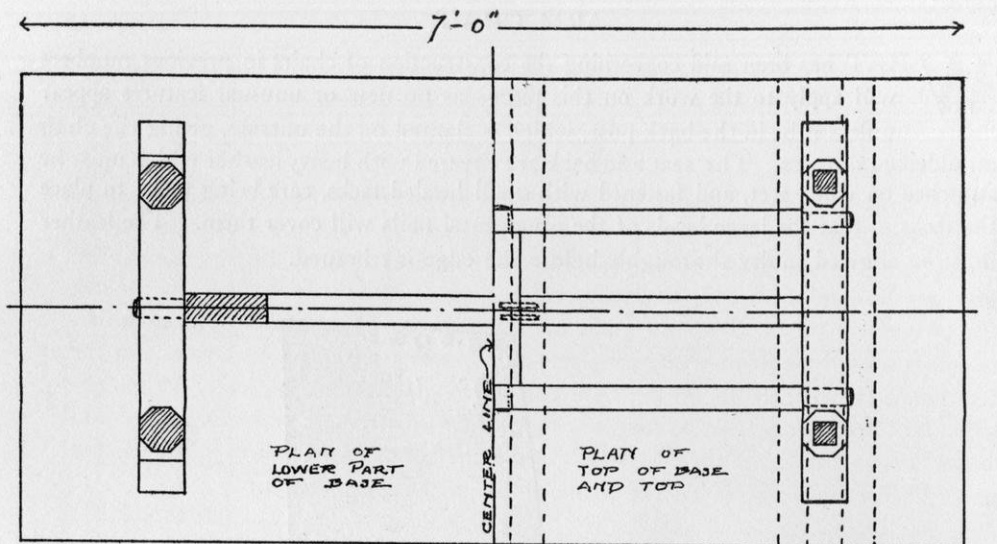 7'-0"
PLAN OF
LOWER PART
OF BASE
CENTER LINE
PLAN OF
TOP OF BASE
AND TOP